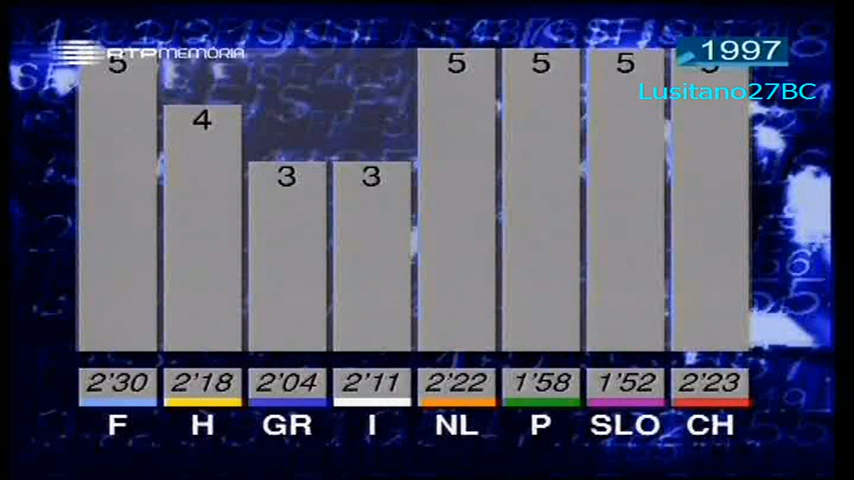 RTP MEMÓRIA
1997
Lusitano27BC
5 4 3 3 5 5 5 5
2'30 2'18 2'04 2'11 2'22 1'58 1'52 2'23
F H GR I NL P SLO CH